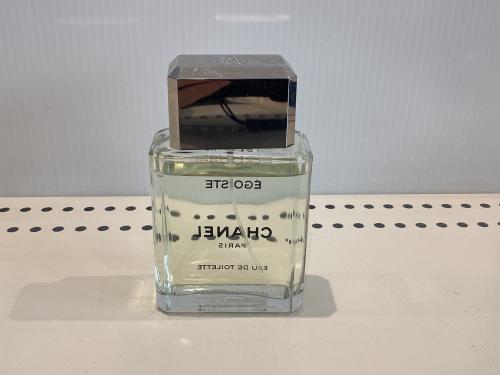 EGOISTE
CHANEL
PARIS
EAU DE TOILETTE